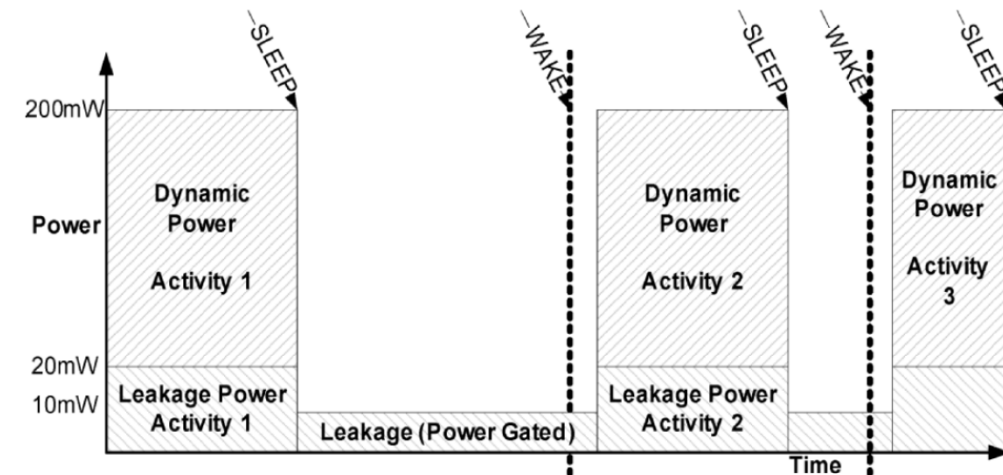 –SLEEP
–WAKE–
–SLEEP
–WAKE–
–SLEEP
200mW
Power
20mW
10mW
Dynamic
Power
Activity 1
Leakage Power
Activity 1
Leakage (Power Gated)
Dynamic
Power
Activity 2
Leakage Power
Activity 2
Dynamic
Power
Activity
3
Time